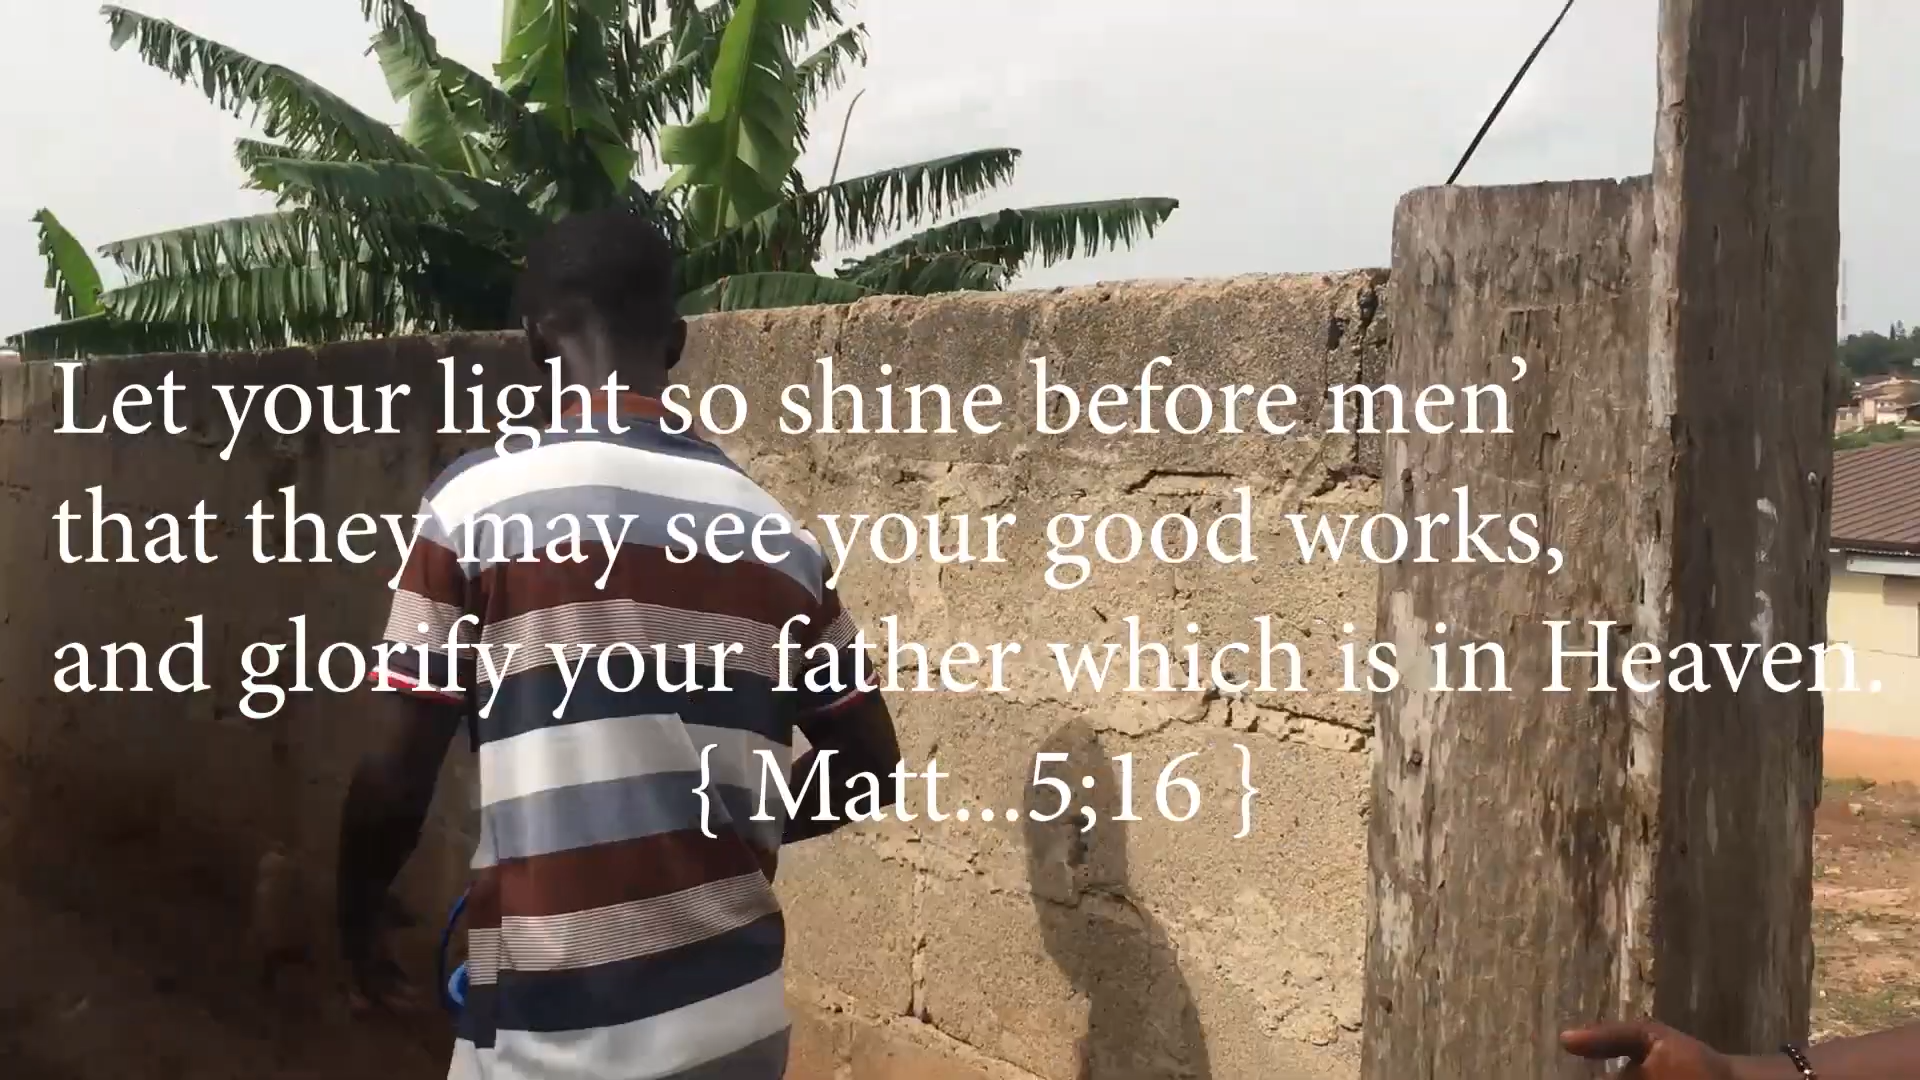 Let your light so shine before men’
that they may see your good works,
and glorify your father which is in Heaven.
{ Matt...5;16 }